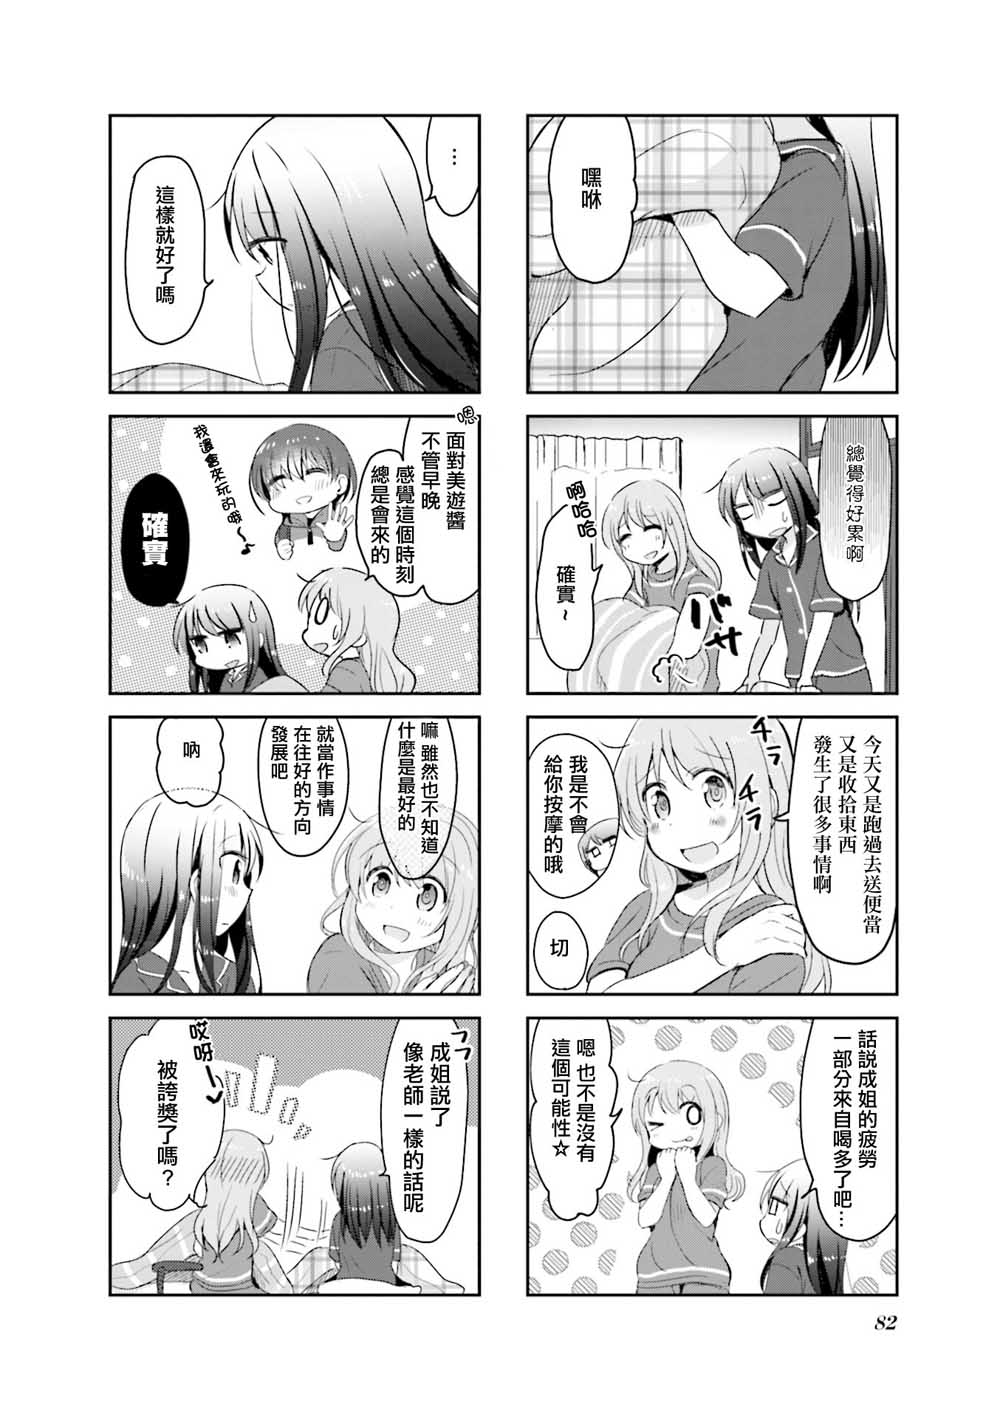 嘿咻
總覺得好累啊
啊哈哈
確實~
バサ
今天又是跑過去送便當
又是收拾東西
發生了很多事情啊
チラ
チラ
我是不會
給你按摩的哦
切
話說成姐的疲勞
一部分來自喝多了吧…
嗯 也不是沒有
這個可能性☆
…
這樣就好了嗎
嗯
面對美遊醬
不管早晚
感覺這個時刻
總是會來的
我還會來玩的哦~♪
確實
嘛 雖然也不知道
什麼是最好的
就當作事情
在往好的方向
發展吧
吶
ふふっ
成姐說了
像老師一樣的話呢
哎呀ー♡
被誇獎了嗎?
82